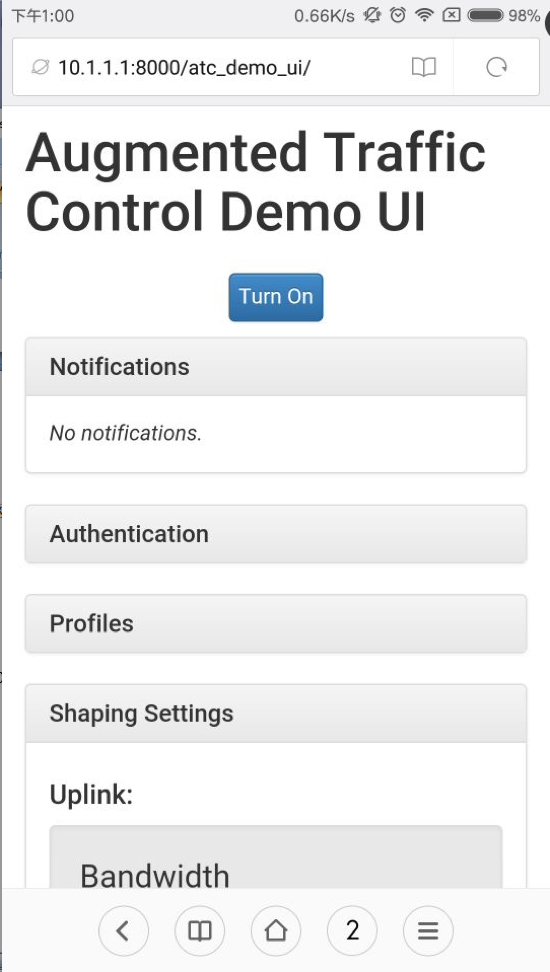 下午1:00 0.66K/s 98%
10.1.1.1:8000/atc_demo_ui/
Augmented Traffic
Control Demo UI
Turn On
Notifications
No notifications.
Authentication
Profiles
Shaping Settings
Uplink:
Bandwidth
2